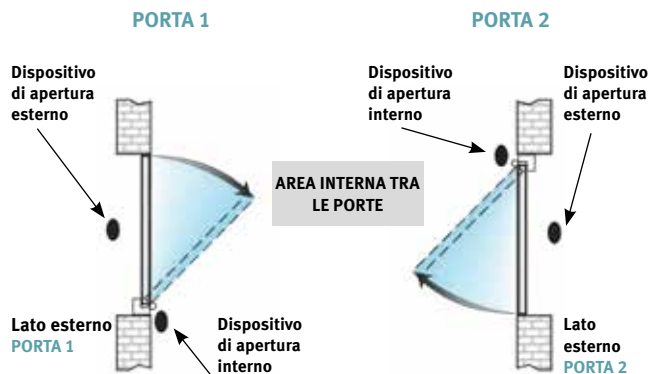 PORTA 1
PORTA 2
Dispositivo
di apertura
esterno
Dispositivo
di apertura
interno
Dispositivo
di apertura
esterno
AREA INTERNA TRA
LE PORTE
Lato esterno
PORTA 1
Dispositivo
di apertura
interno
Lato
esterno
PORTA 2